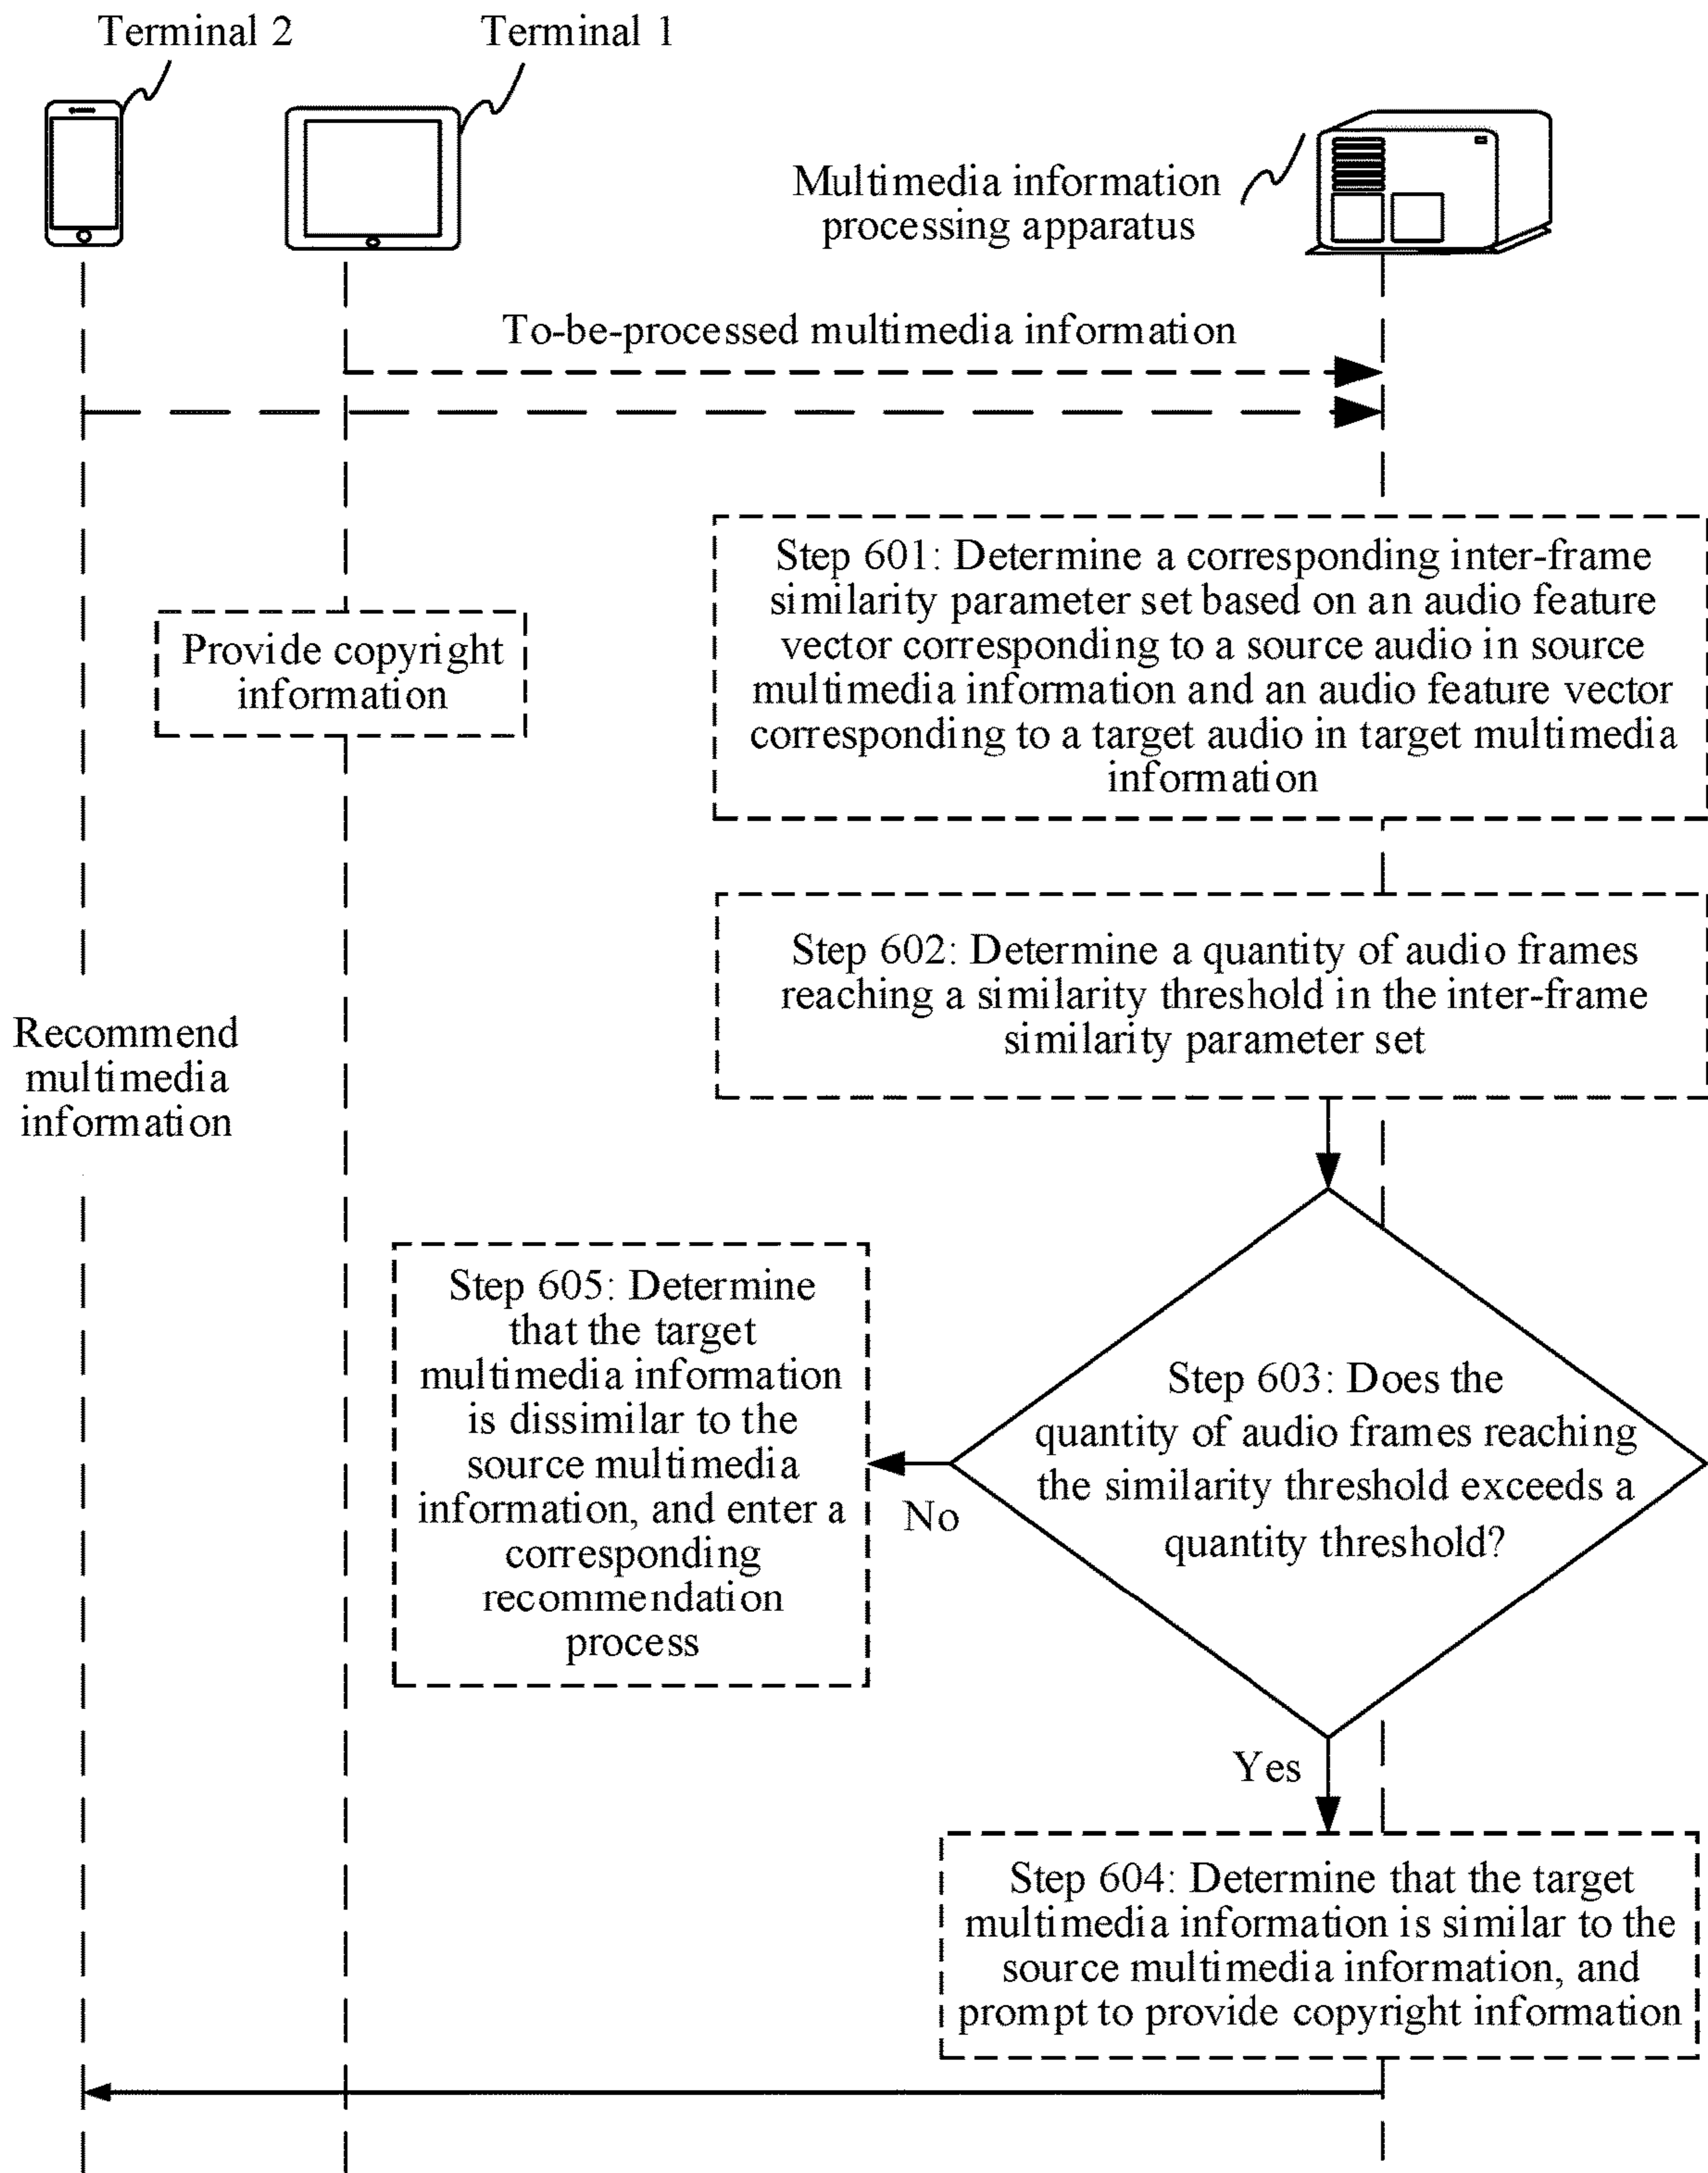 Terminal 2
Terminal 1
Multimedia information
processing apparatus
To-be-processed multimedia information
Step 601: Determine a corresponding inter-frame
similarity parameter set based on an audio feature
vector corresponding to a source audio in source
multimedia information and an audio feature vector
corresponding to a target audio in target multimedia
information
Provide copyright
information
Step 602: Determine a quantity of audio frames
reaching a similarity threshold in the inter-frame
similarity parameter set
Recommend
multimedia
information
Step 603: Does the
quantity of audio frames reaching
the similarity threshold exceeds a
quantity threshold?
No
Step 605: Determine
that the target
multimedia information
is dissimilar to the
source multimedia
information, and enter a
corresponding
recommendation
process
Yes
Step 604: Determine that the target
multimedia information is similar to the
source multimedia information, and
prompt to provide copyright information